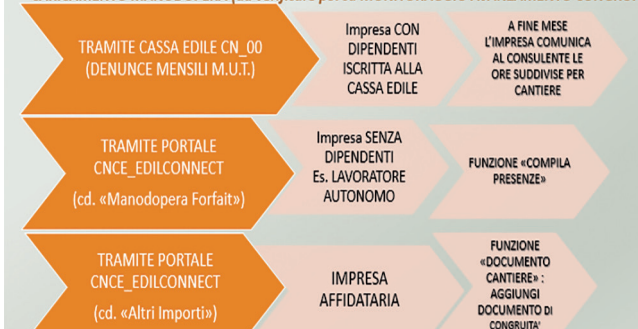 TRAMITE CASSA EDILE CN_00
(DENUNCE MENSILI M.U.T.)
Impresa CON
DIPENDENTI
ISCRITTA ALLA
CASSA EDILE
A FINE MESE
L'IMPRESA COMUNICA
AL CONSULENTE LE
ORE SUDDIVISE PER
CANTIERE
TRAMITE PORTALE
CNCE_EDILCONNECT
(cd. «Manodopera Forfait»)
Impresa SENZA
DIPENDENTI
Es. LAVORATORE
AUTONOMO
FUNZIONE «COMPILA
PRESENZE»
TRAMITE PORTALE
CNCE_EDILCONNECT
(cd. «Altri Importi»)
IMPRESA
AFFIDATARIA
FUNZIONE
«DOCUMENTO
CANTIERE» :
AGGIUNGI
DOCUMENTO DI
CONGRUITA'